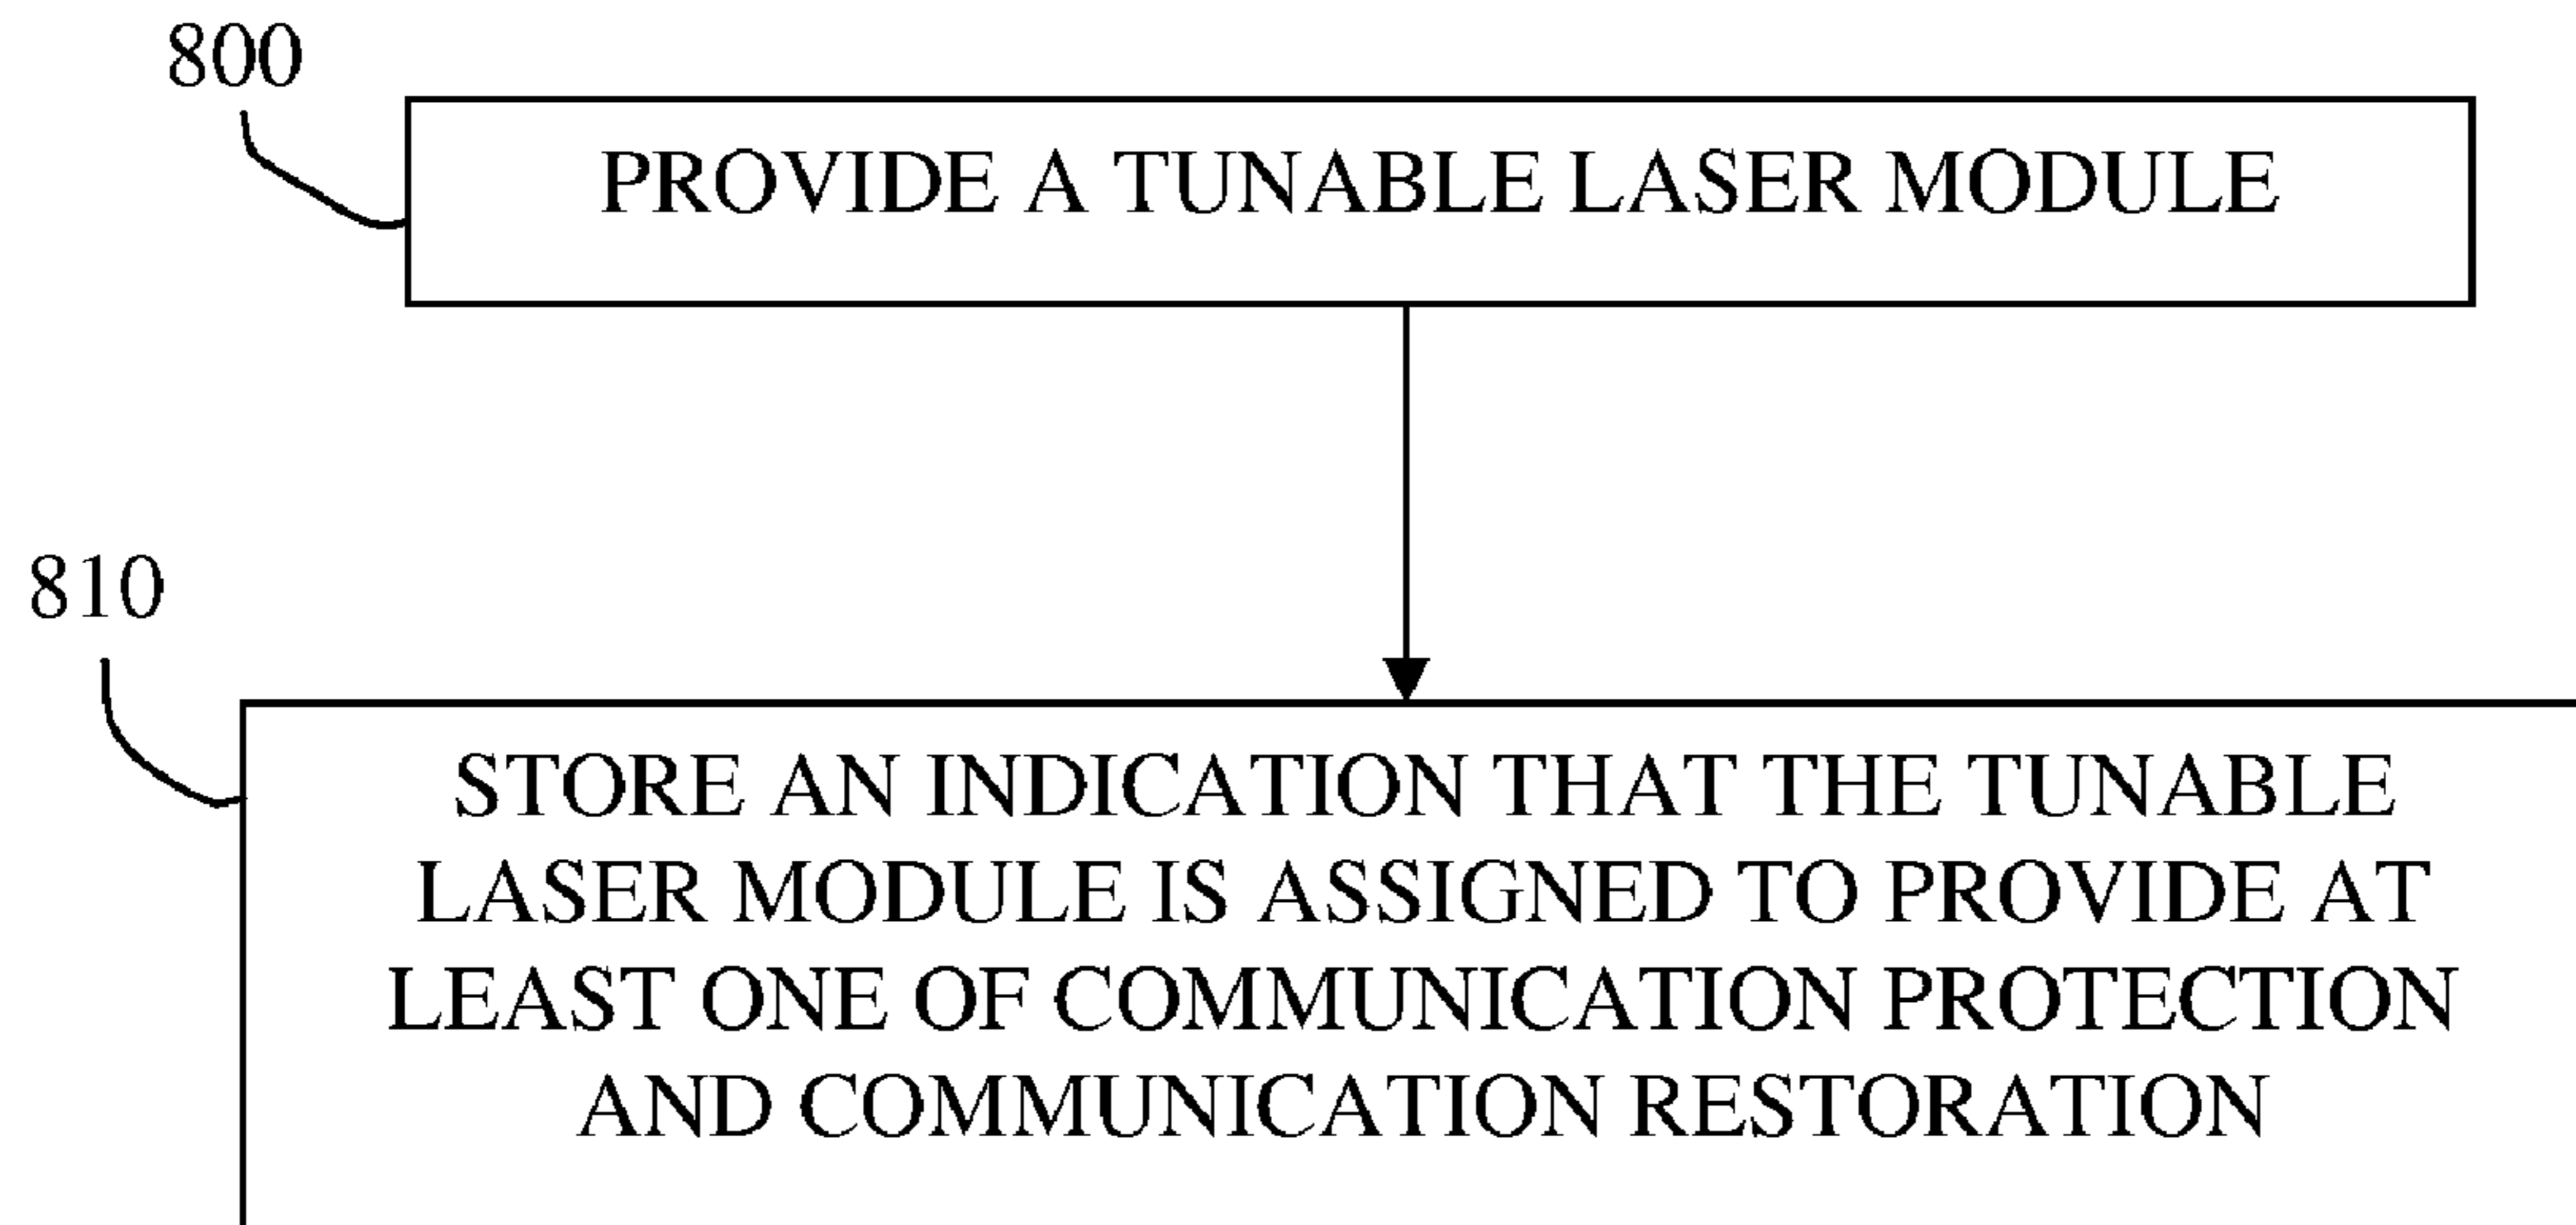 800
PROVIDE A TUNABLE LASER MODULE
810
STORE AN INDICATION THAT THE TUNABLE
LASER MODULE IS ASSIGNED TO PROVIDE AT
LEAST ONE OF COMMUNICATION PROTECTION
AND COMMUNICATION RESTORATION